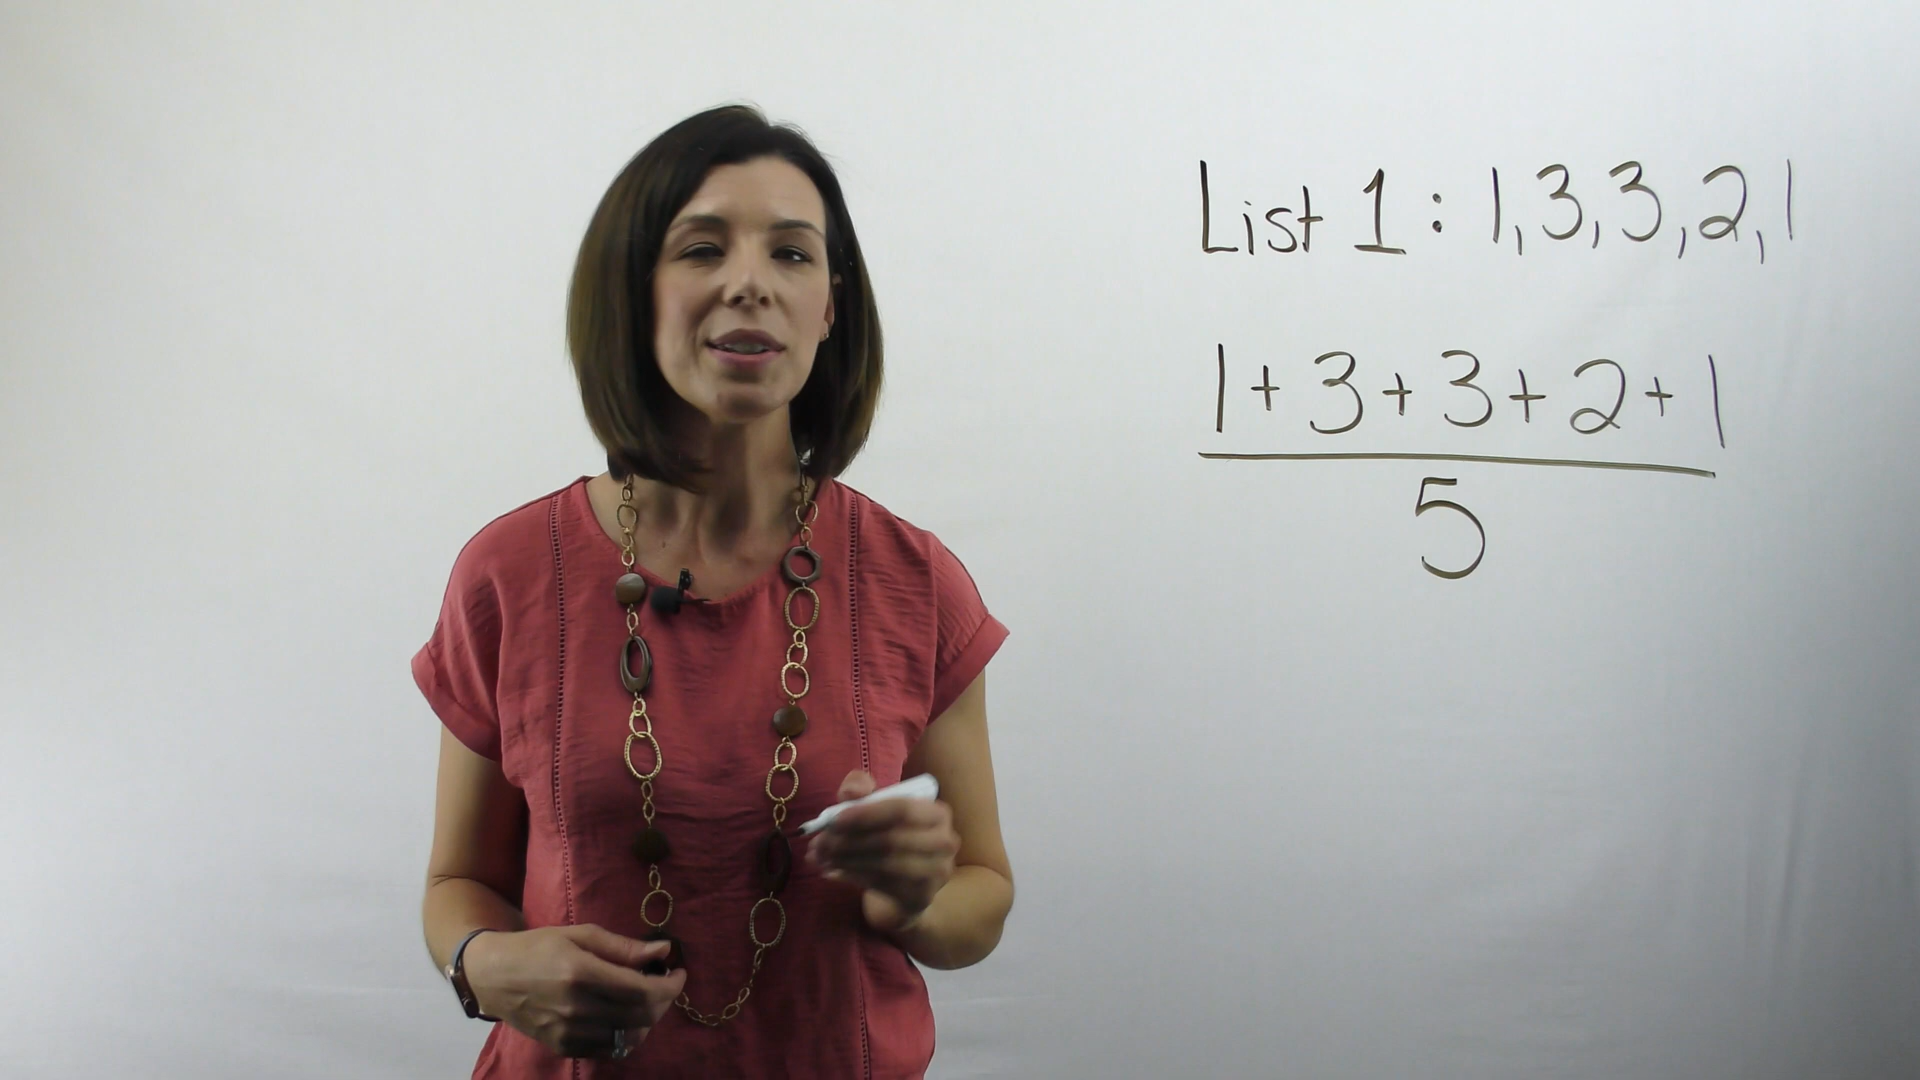 List 1 : 1, 3, 3, 2, 1
1 + 3 + 3 + 2 + 1
5